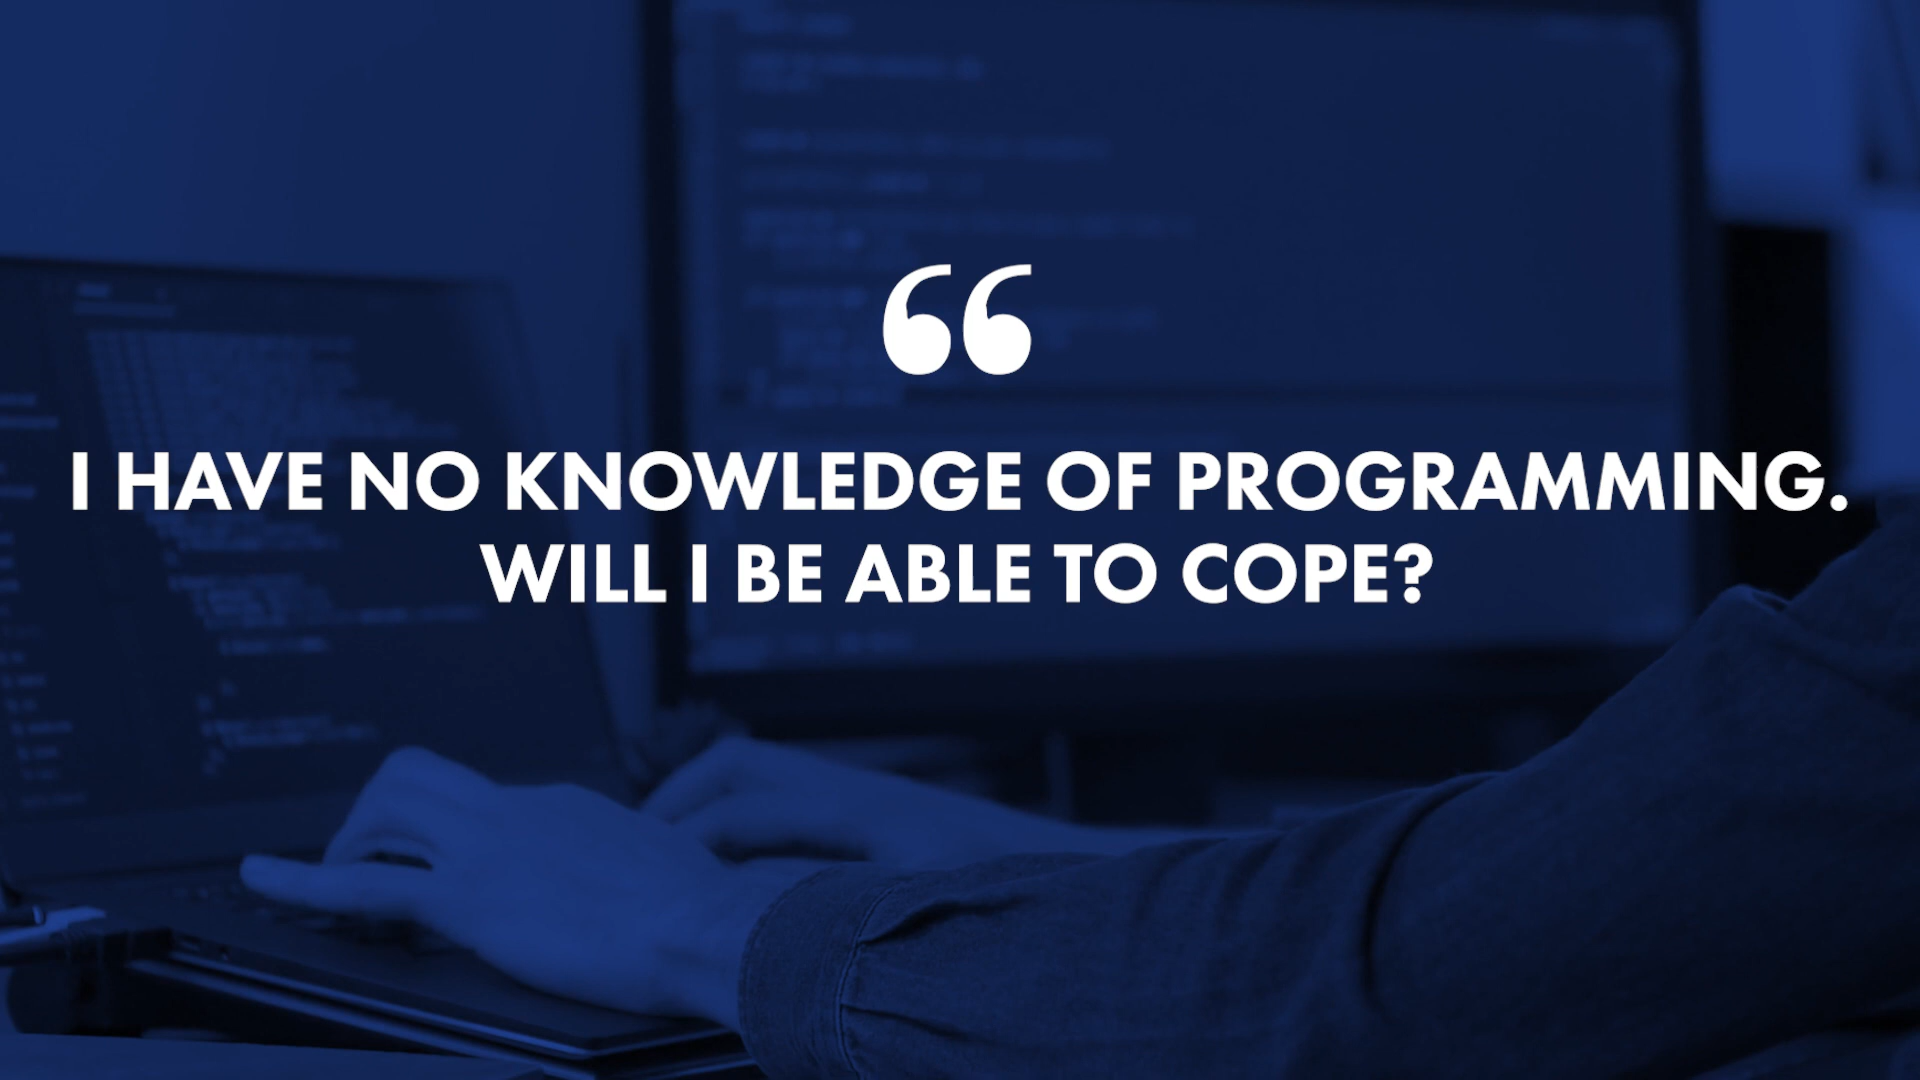 “
I HAVE NO KNOWLEDGE OF PROGRAMMING.
WILL I BE ABLE TO COPE?